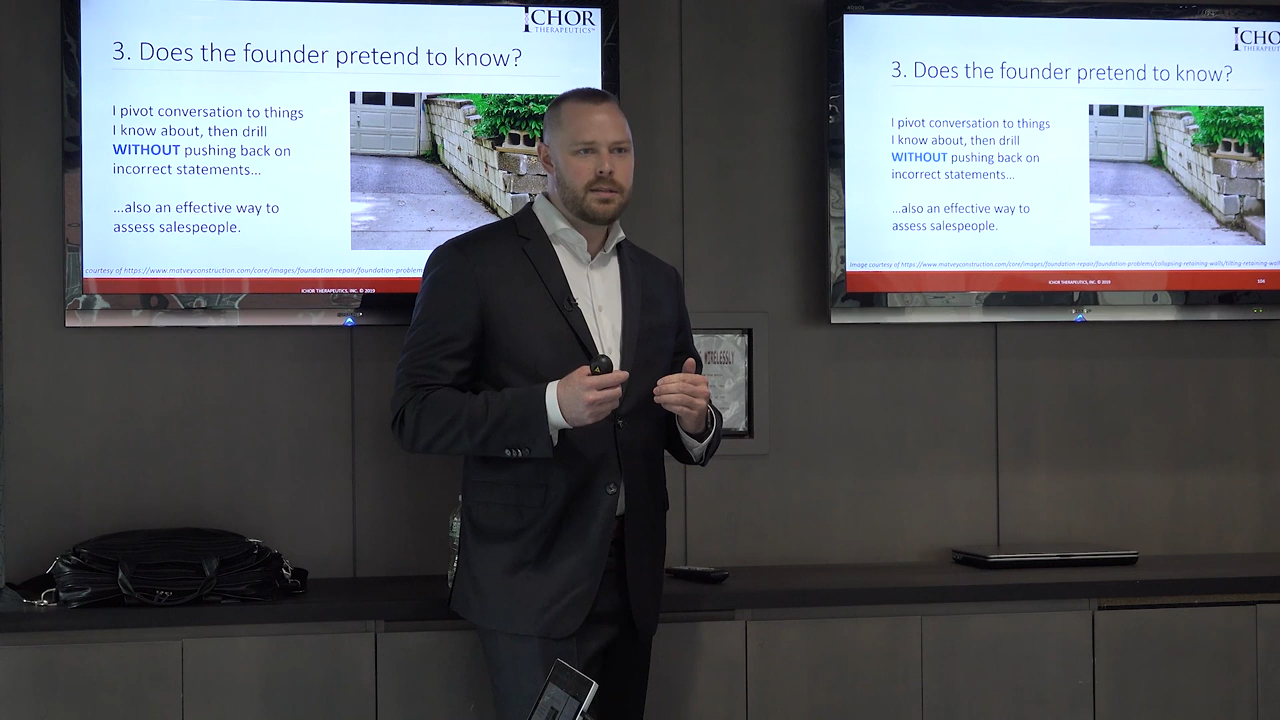 ICHOR
THERAPEUTICS
3. Does the founder pretend to know?
I pivot conversation to things
I know about, then drill
WITHOUT pushing back on
incorrect statements...
...also an effective way to
assess salespeople.
courtesy of https://www.matveyconstruction.com/core/images/foundation-repair/foundation-problem
ICHOR THERAPEUTICS, INC. © 2019
ICHO
THERAPEUTI
3. Does the founder pretend to know?
I pivot conversation to things
I know about, then drill
WITHOUT pushing back on
incorrect statements...
...also an effective way to
assess salespeople.
Image courtesy of https://www.matveyconstruction.com/core/images/foundation-repair/foundation-problems/collapsing-retaining-walls/tilting-retaining-wall
ICHOR THERAPEUTICS, INC. © 2019
104
WIRELESSLY